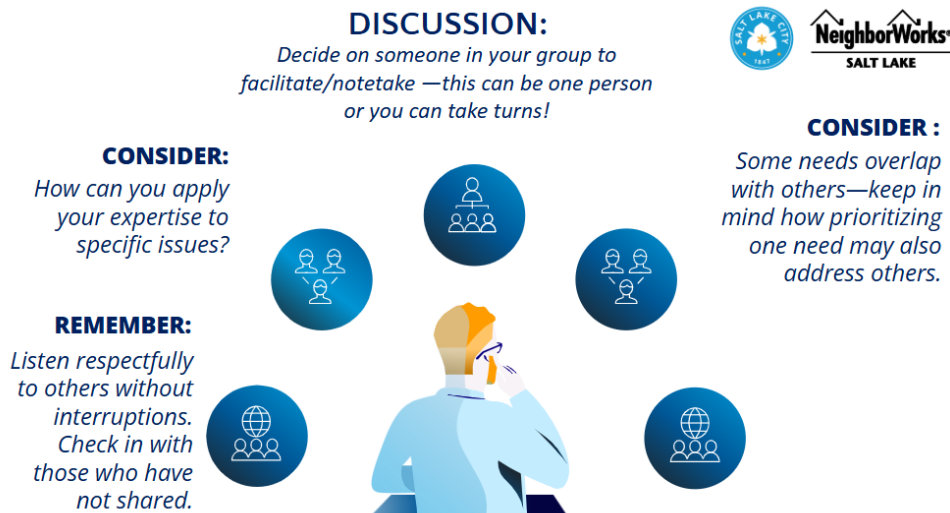 DISCUSSION:
Decide on someone in your group to
facilitate/notetake —this can be one person
or you can take turns!
SALT LAKE CITY
1847
NeighborWorks®
SALT LAKE
CONSIDER:
How can you apply
your expertise to
specific issues?
CONSIDER :
Some needs overlap
with others—keep in
mind how prioritizing
one need may also
address others.
REMEMBER:
Listen respectfully
to others without
interruptions.
Check in with
those who have
not shared.